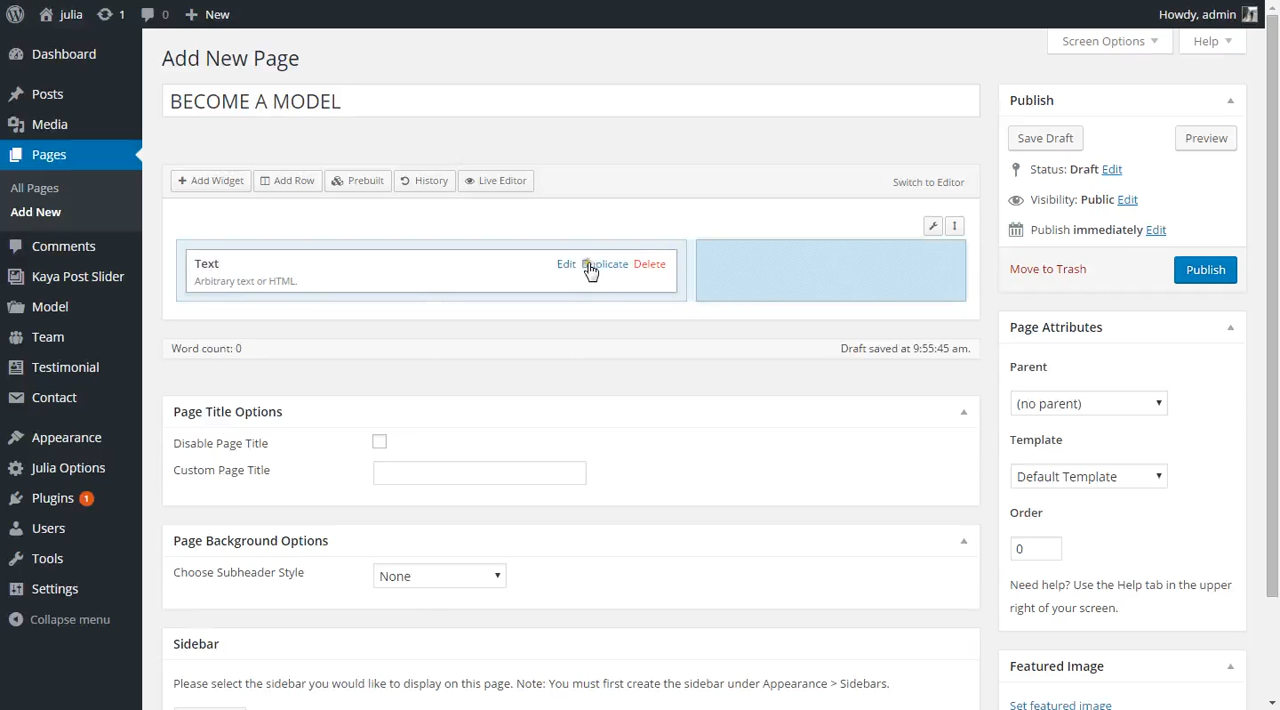 julia 1 0 New Howdy, admin
Screen Options Help
Dashboard
Posts
Media
Pages
All Pages
Add New
Comments
Kaya Post Slider
Model
Team
Testimonial
Contact
Appearance
Julia Options
Plugins 1
Users
Tools
Settings
Collapse menu
Add New Page
BECOME A MODEL
Add Widget Add Row Prebuilt History Live Editor Switch to Editor
Text Edit Duplicate Delete
Arbitrary text or HTML.
Word count: 0 Draft saved at 9:55:45 am.
Page Title Options
Disable Page Title
Custom Page Title
Page Background Options
Choose Subheader Style None
Sidebar
Please select the sidebar you would like to display on this page. Note: You must first create the sidebar under Appearance > Sidebars.
Publish
Save Draft Preview
Status: Draft Edit
Visibility: Public Edit
Publish immediately Edit
Move to Trash Publish
Page Attributes
Parent
(no parent)
Template
Default Template
Order
0
Need help? Use the Help tab in the upper
right of your screen.
Featured Image
Set featured image